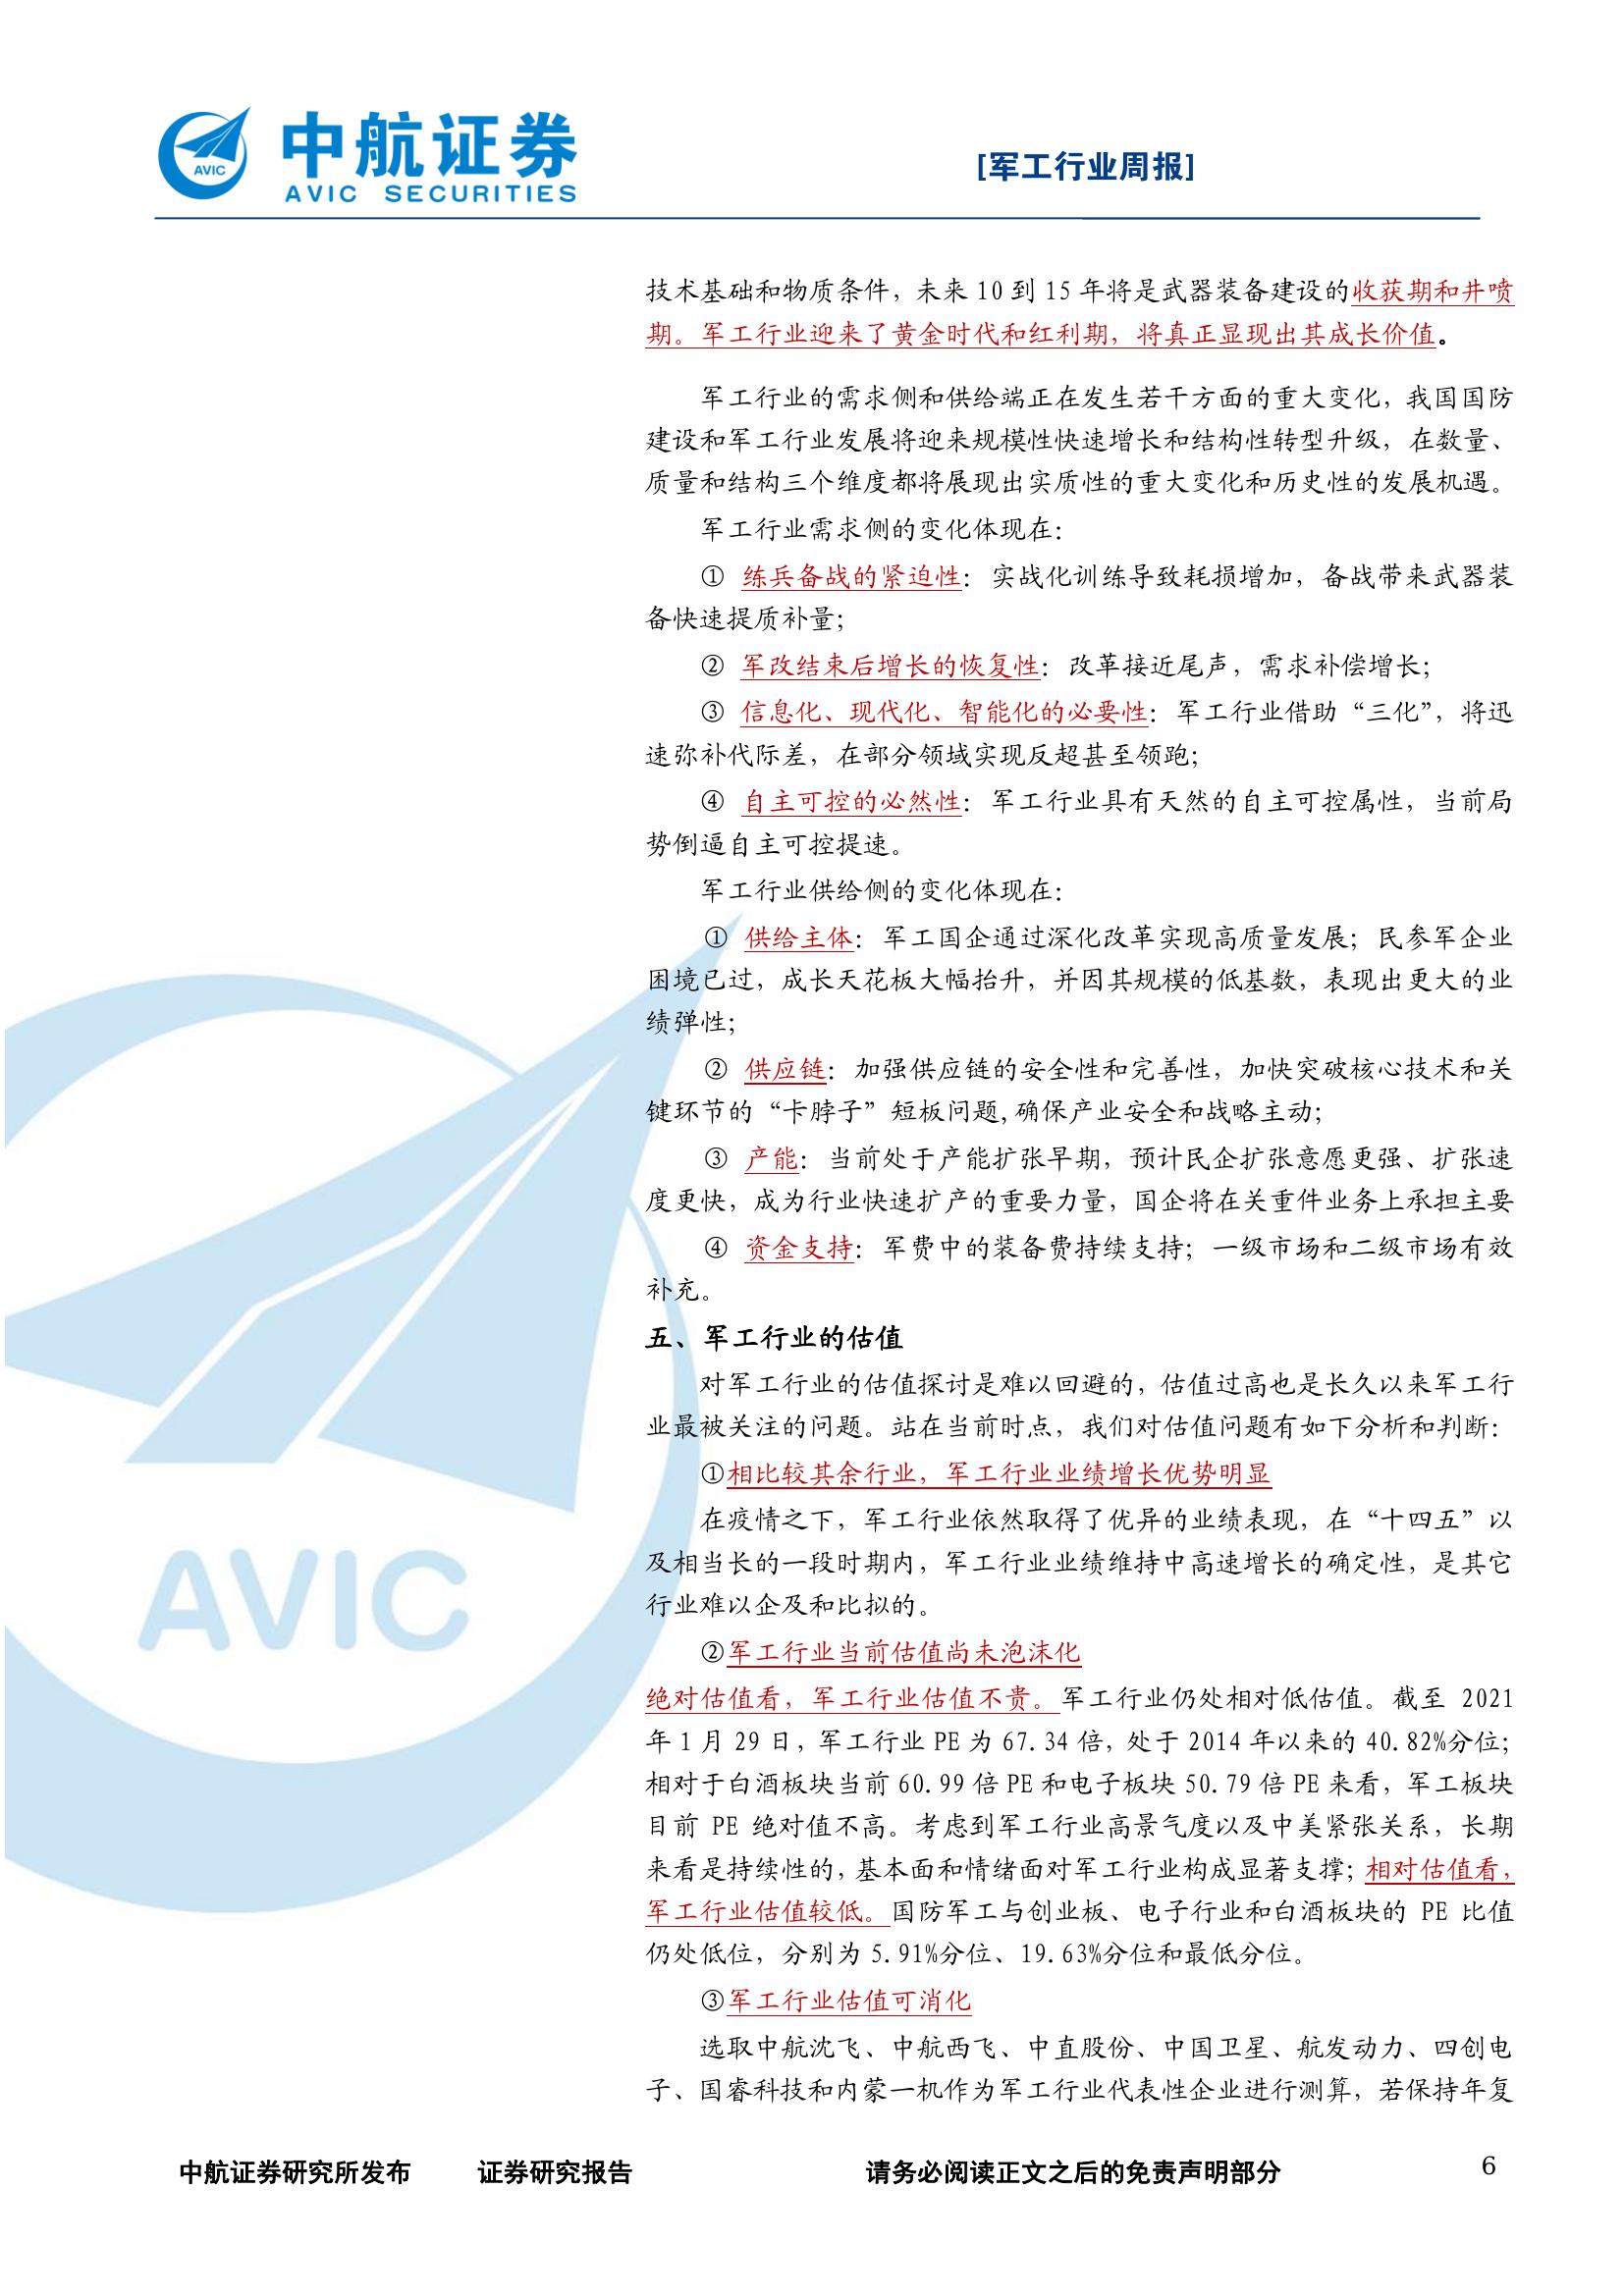 中航证券
AVIC SECURITIES
AVIC
[军工行业周报]
技术基础和物质条件，未来 10 到 15 年将是武器装备建设的收获期和井喷
期。军工行业迎来了黄金时代和红利期，将真正显现出其成长价值。
军工行业的需求侧和供给端正在发生若干方面的重大变化，我国国防
建设和军工行业发展将迎来规模性快速增长和结构性转型升级，在数量、
质量和结构三个维度都将展现出实质性的重大变化和历史性的发展机遇。
军工行业需求侧的变化体现在：
① 练兵备战的紧迫性：实战化训练导致耗损增加，备战带来武器装
备快速提质补量；
② 军改结束后增长的恢复性：改革接近尾声，需求补偿增长；
③ 信息化、现代化、智能化的必要性：军工行业借助“三化”，将迅
速弥补代际差，在部分领域实现反超甚至领跑；
④ 自主可控的必然性：军工行业具有天然的自主可控属性，当前局
势倒逼自主可控提速。
军工行业供给侧的变化体现在：
① 供给主体：军工国企通过深化改革实现高质量发展；民参军企业
困境已过，成长天花板大幅抬升，并因其规模的低基数，表现出更大的业
绩弹性；
② 供应链：加强供应链的安全性和完善性，加快突破核心技术和关
键环节的“卡脖子”短板问题,确保产业安全和战略主动；
③ 产能：当前处于产能扩张早期，预计民企扩张意愿更强、扩张速
度更快，成为行业快速扩产的重要力量，国企将在关重件业务上承担主要
④ 资金支持：军费中的装备费持续支持；一级市场和二级市场有效
补充。
五、军工行业的估值
对军工行业的估值探讨是难以回避的，估值过高也是长久以来军工行
业最被关注的问题。站在当前时点，我们对估值问题有如下分析和判断：
①相比较其余行业，军工行业业绩增长优势明显
在疫情之下，军工行业依然取得了优异的业绩表现，在“十四五”以
及相当长的一段时期内，军工行业业绩维持中高速增长的确定性，是其它
行业难以企及和比拟的。
②军工行业当前估值尚未泡沫化
绝对估值看，军工行业估值不贵。军工行业仍处相对低估值。截至 2021
年 1 月 29 日，军工行业 PE 为 67.34 倍，处于 2014 年以来的 40.82%分位；
相对于白酒板块当前 60.99 倍 PE 和电子板块 50.79 倍 PE 来看，军工板块
目前 PE 绝对值不高。考虑到军工行业高景气度以及中美紧张关系，长期
来看是持续性的，基本面和情绪面对军工行业构成显著支撑；相对估值看，
军工行业估值较低。国防军工与创业板、电子行业和白酒板块的 PE 比值
仍处低位，分别为 5.91%分位、19.63%分位和最低分位。
③军工行业估值可消化
选取中航沈飞、中航西飞、中直股份、中国卫星、航发动力、四创电
子、国睿科技和内蒙一机作为军工行业代表性企业进行测算，若保持年复
AVIC
中航证券研究所发布 证券研究报告 请务必阅读正文之后的免责声明部分 6